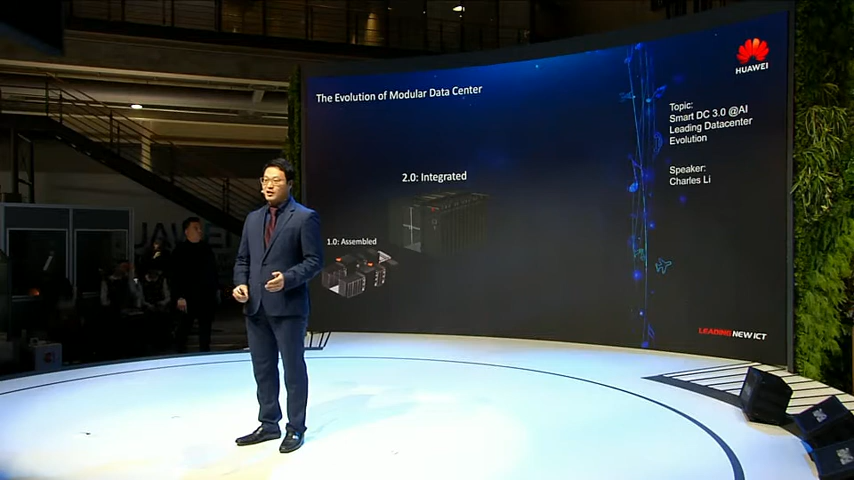 The Evolution of Modular Data Center
HUAWEI
Topic:
Smart DC 3.0 @AI
Leading Datacenter
Evolution
Speaker:
Charles Li
2.0: Integrated
1.0: Assembled
LEADING NEW ICT